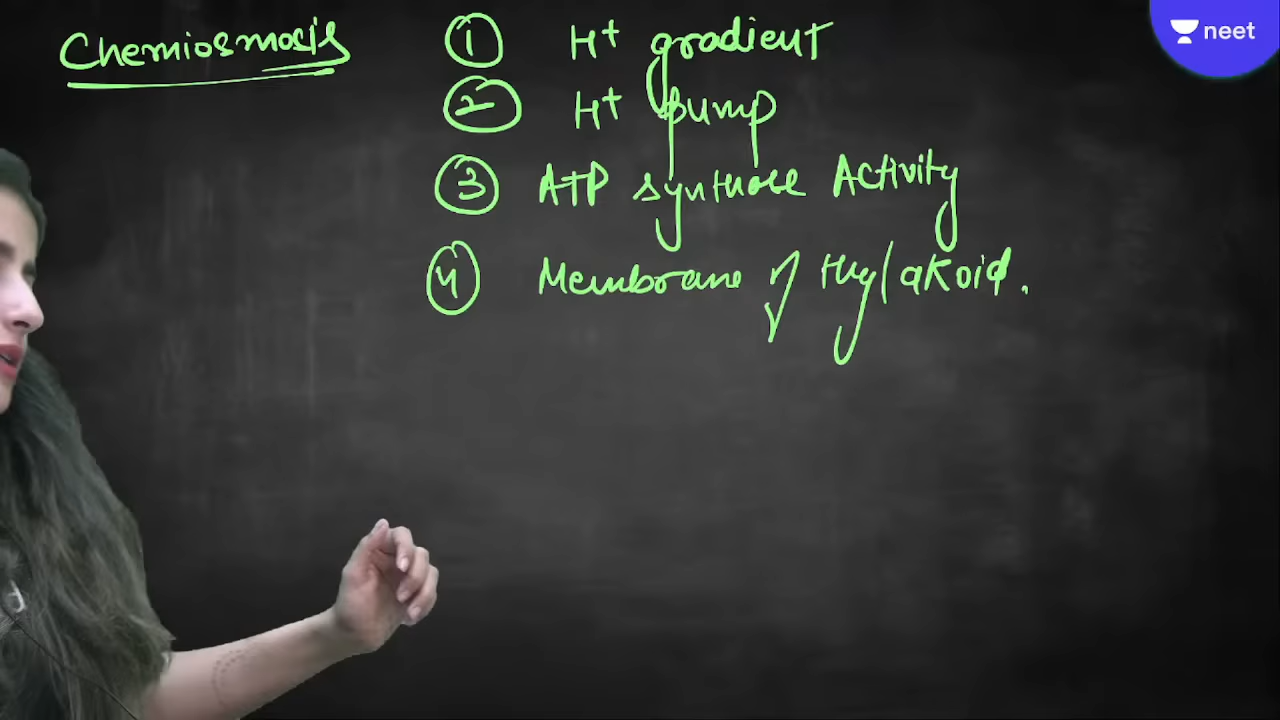 Chemiosmosis
① H⁺ gradient
② H⁺ pump
③ ATP synthase Activity
④ Membrane of thylakoid.
neet